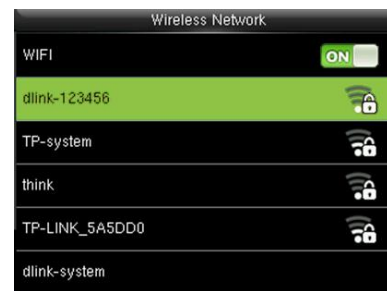 Wireless Network
WIFI
ON
dlink-123456
TP-system
think
TP-LINK_5A5DD0
dlink-system